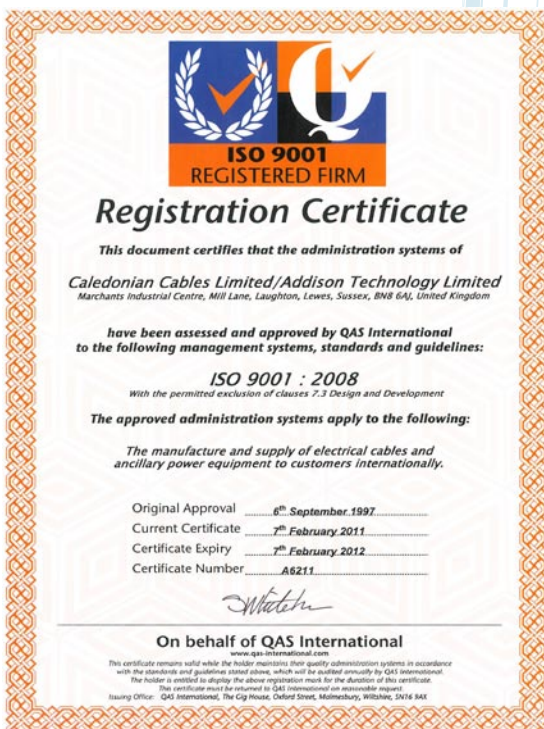 ISO 9001
REGISTERED FIRM
Registration Certificate
This document certifies that the administration systems of
Caledonian Cables Limited/Addison Technology Limited
Marchants Industrial Centre, Mill Lane, Laughton, Lewes, Sussex, BN8 6AJ, United Kingdom
have been assessed and approved by QAS International
to the following management systems, standards and guidelines:
ISO 9001 : 2008
With the permitted exclusion of clauses 7.3 Design and Development
The approved administration systems apply to the following:
The manufacture and supply of electrical cables and
ancillary power equipment to customers internationally.
Original Approval 6th September 1997
Current Certificate 7th February 2011
Certificate Expiry 7th February 2012
Certificate Number A6211
On behalf of QAS International
www.qas-international.com
This certificate remains valid while the holder maintains their quality administration systems in accordance
with the standards and guidelines stated above, which will be audited annually by QAS International.
The holder is entitled to display the above registration mark for the duration of this certificate.
This certificate must be returned to QAS International on reasonable request.
Issuing Office: QAS International, The Gig House, Oxford Street, Malmesbury, Wiltshire, SN16 9AX